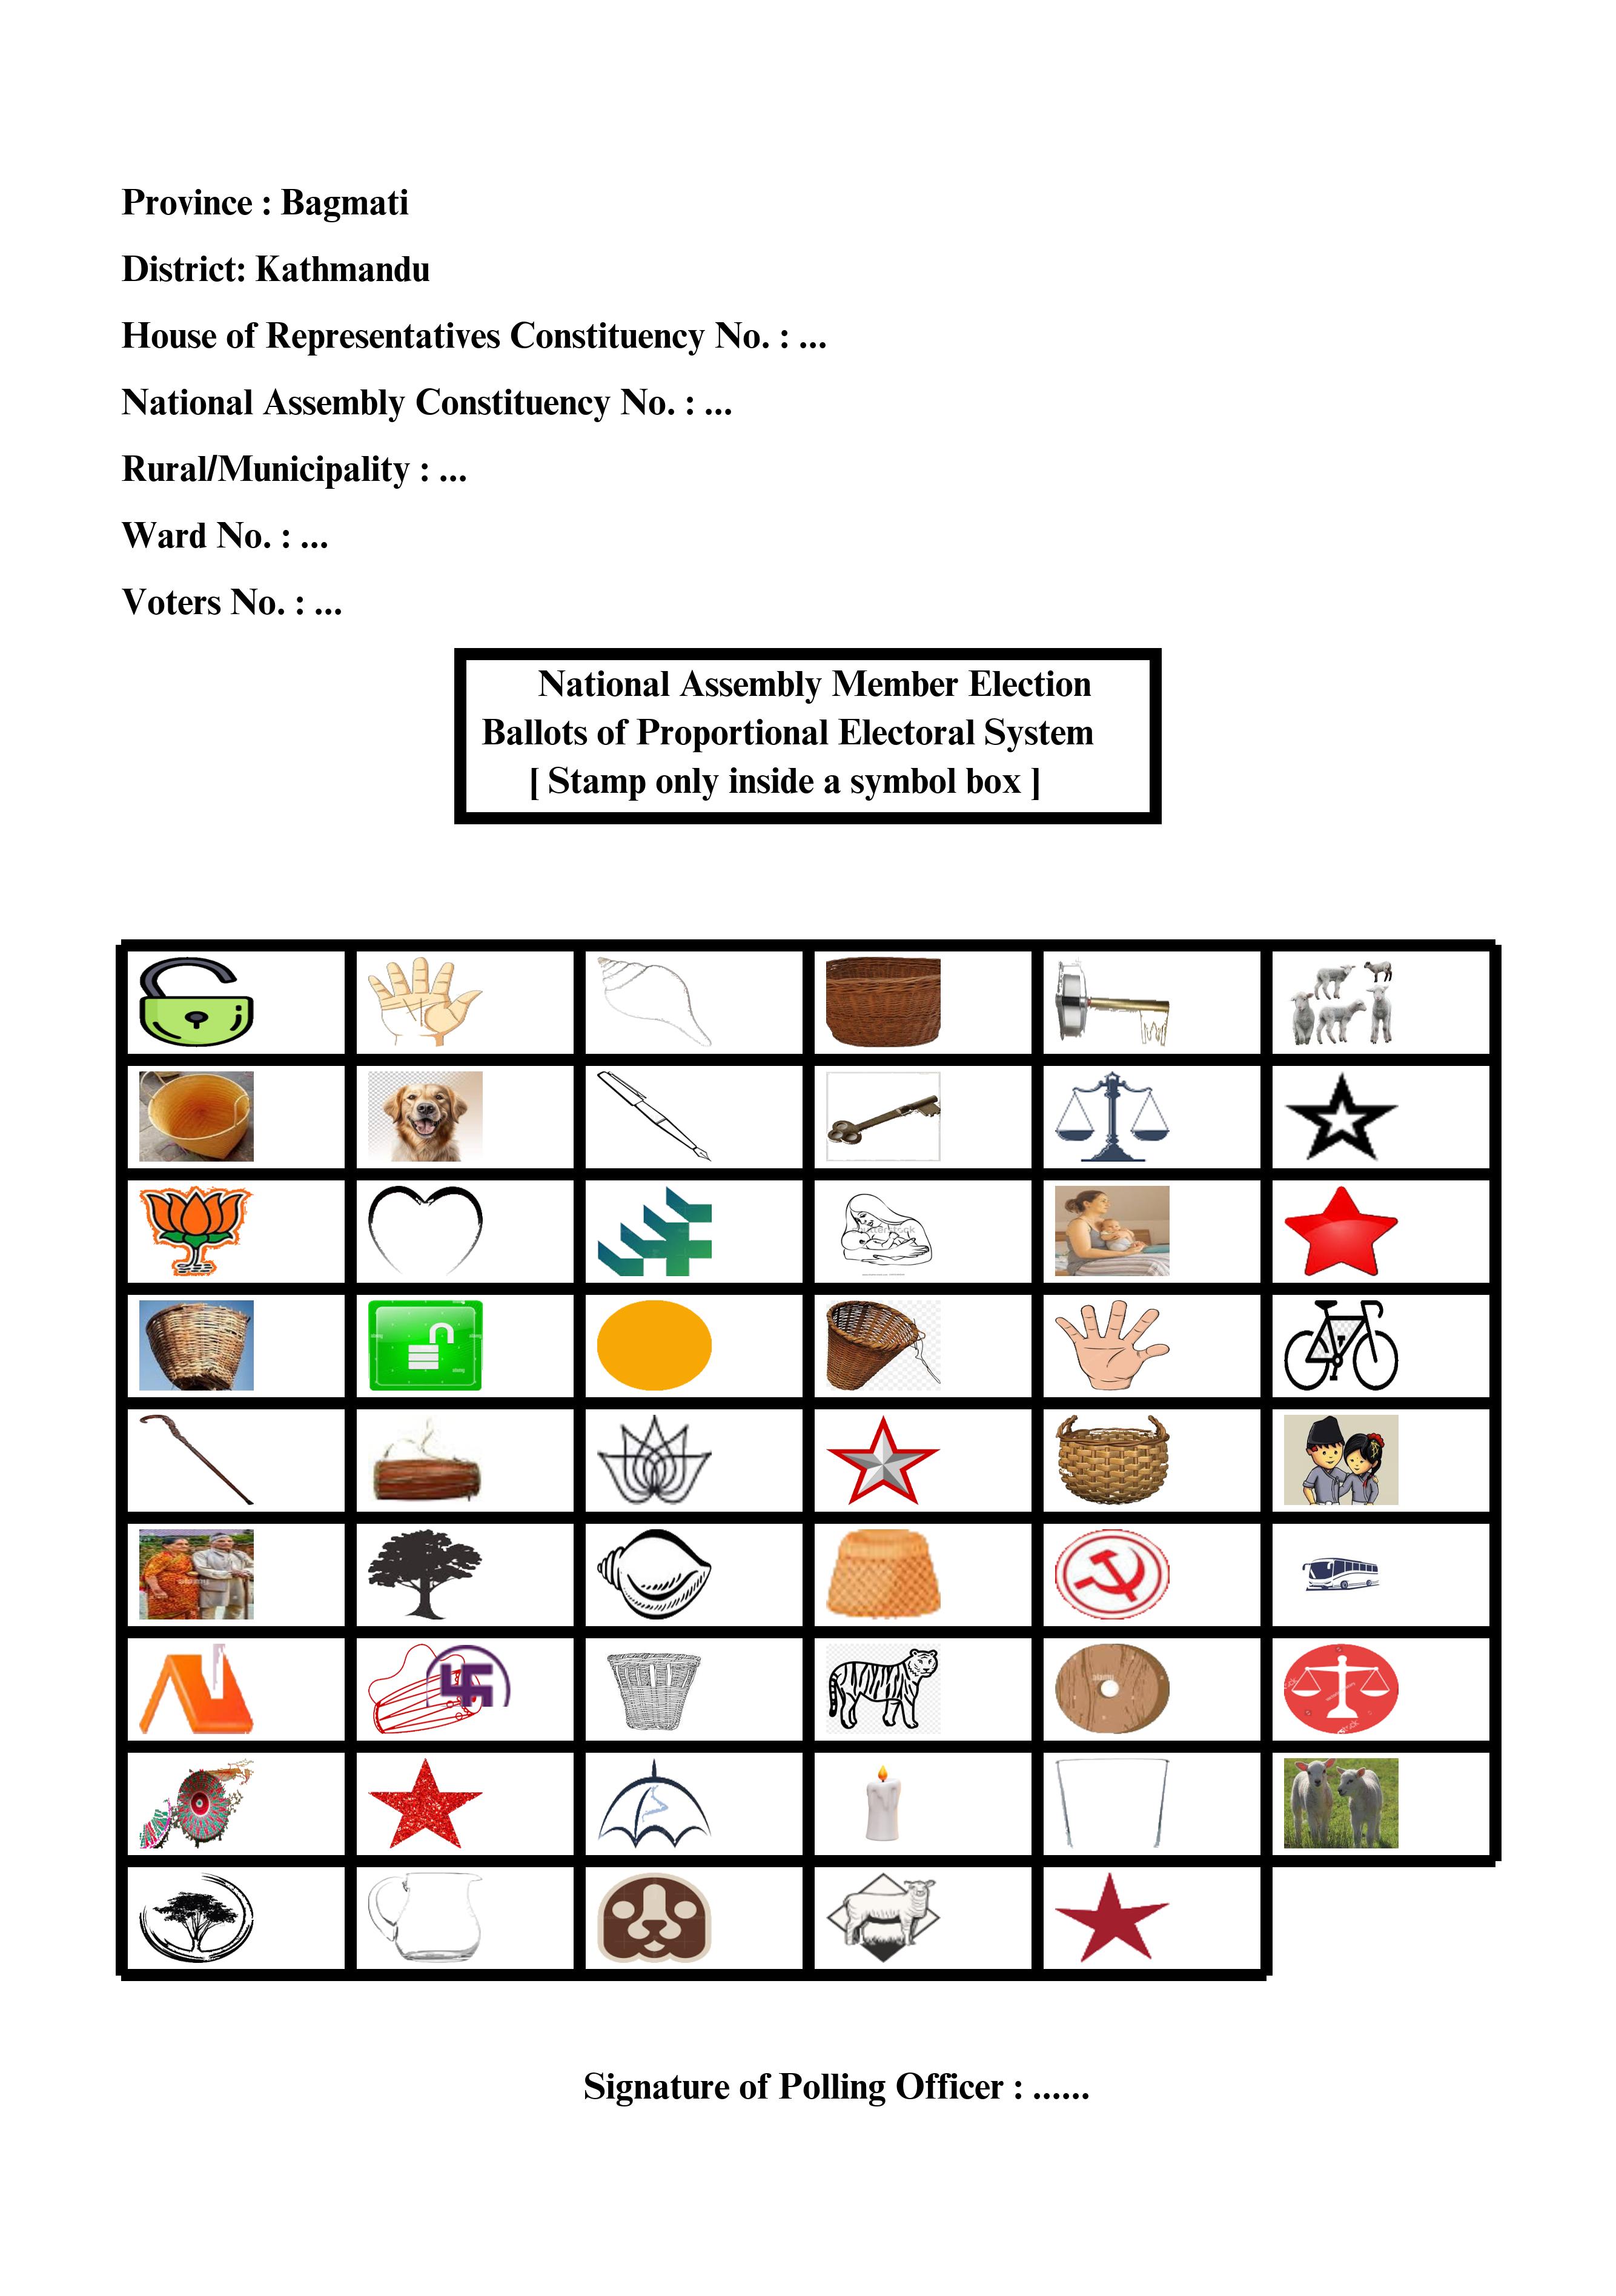 Province : Bagmati
District: Kathmandu
House of Representatives Constituency No. : ...
National Assembly Constituency No. : ...
Rural/Municipality : ...
Ward No. : ...
Voters No. : ...
National Assembly Member Election
Ballots of Proportional Electoral System
[ Stamp only inside a symbol box ]
Signature of Polling Officer : ......